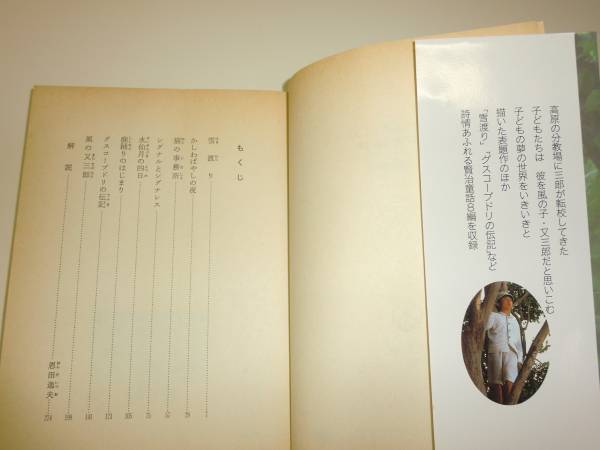 高原の分教場に三郎が転校してきた
子どもたちは　彼を風の子・又三郎だと思いこむ
子どもの夢の世界をいきいきと
描いた表題作のほか
「雪渡り」「グスコーブドリの伝記」など
詩情あふれる賢治童話8編を収録
もくじ
雪渡り
かしわばやしの夜
猫の事務所
シグナルとシグナレス
水仙月の四日
鹿踊りのはじまり
グスコーブドリの伝記
風の又三郎
解説 恩田逸夫